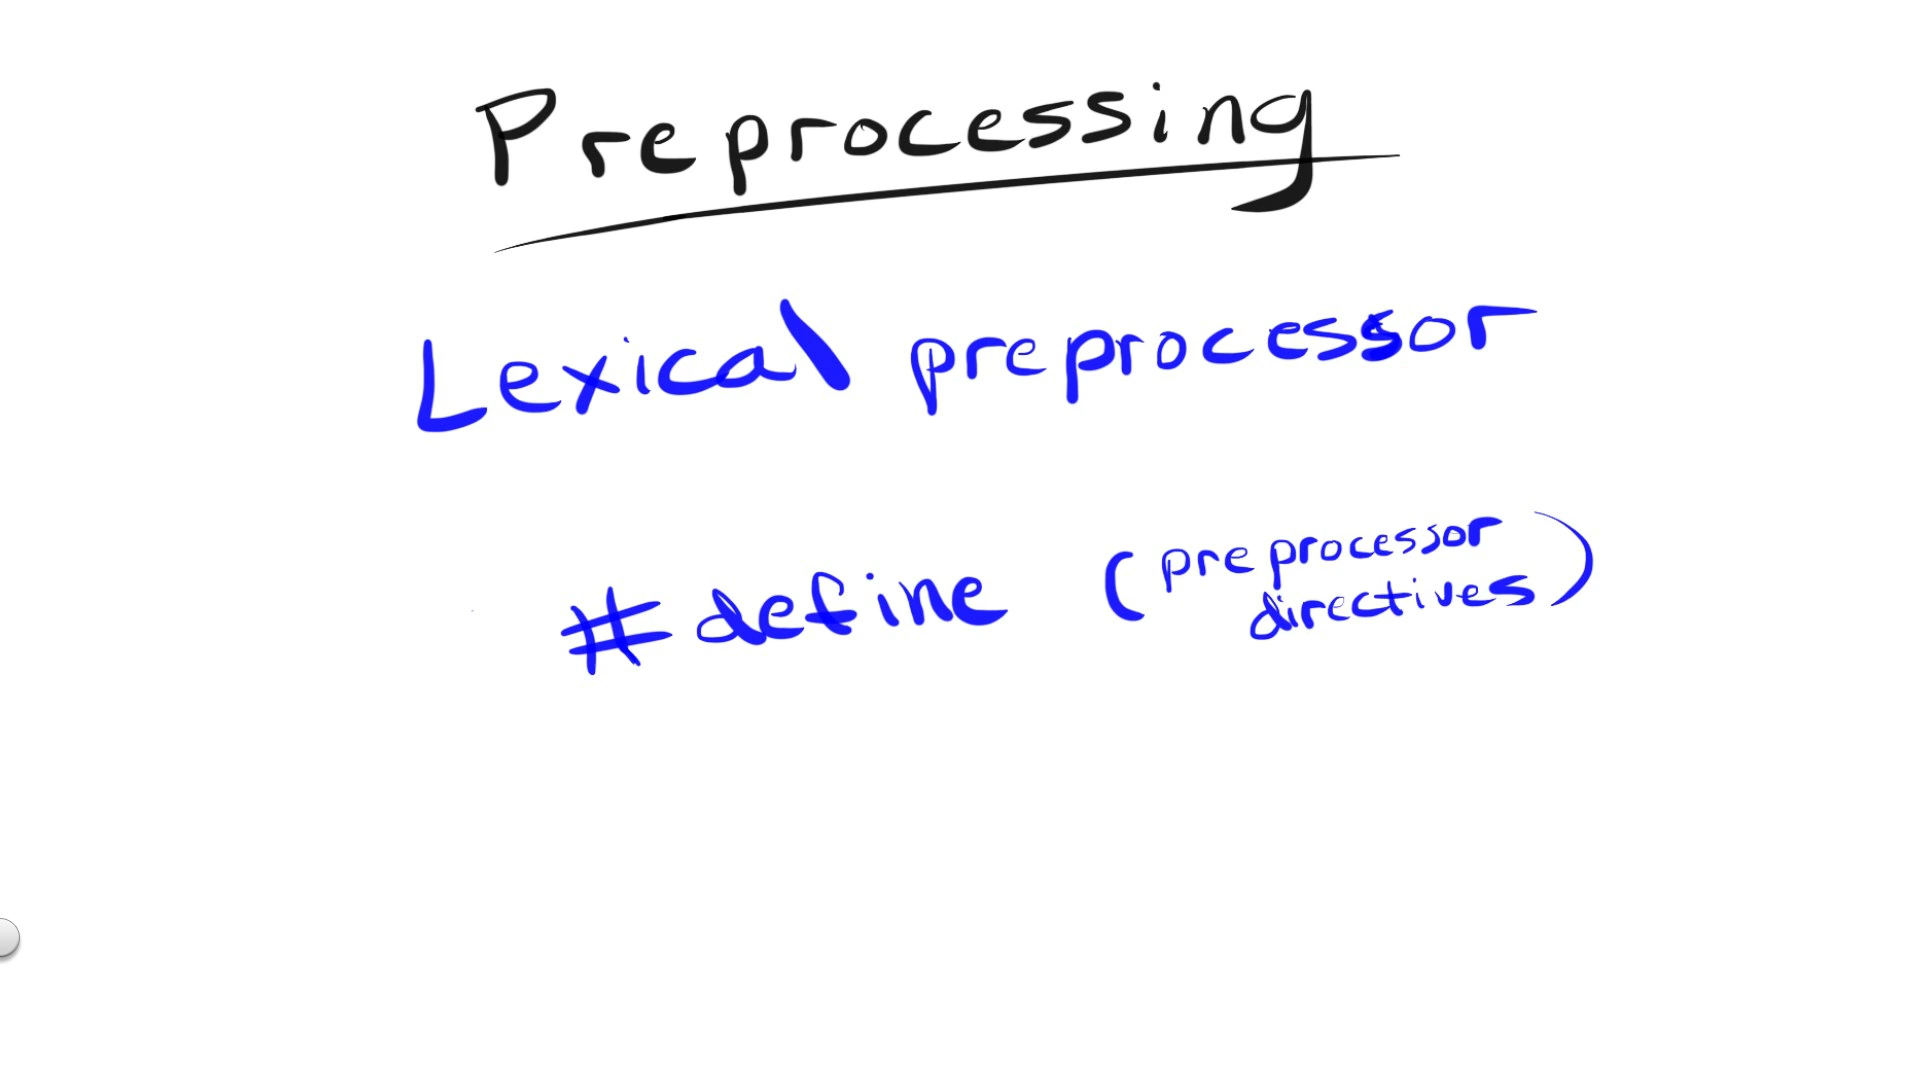 Preprocessing
Lexical preprocessor
#define (preprocessor
directives)